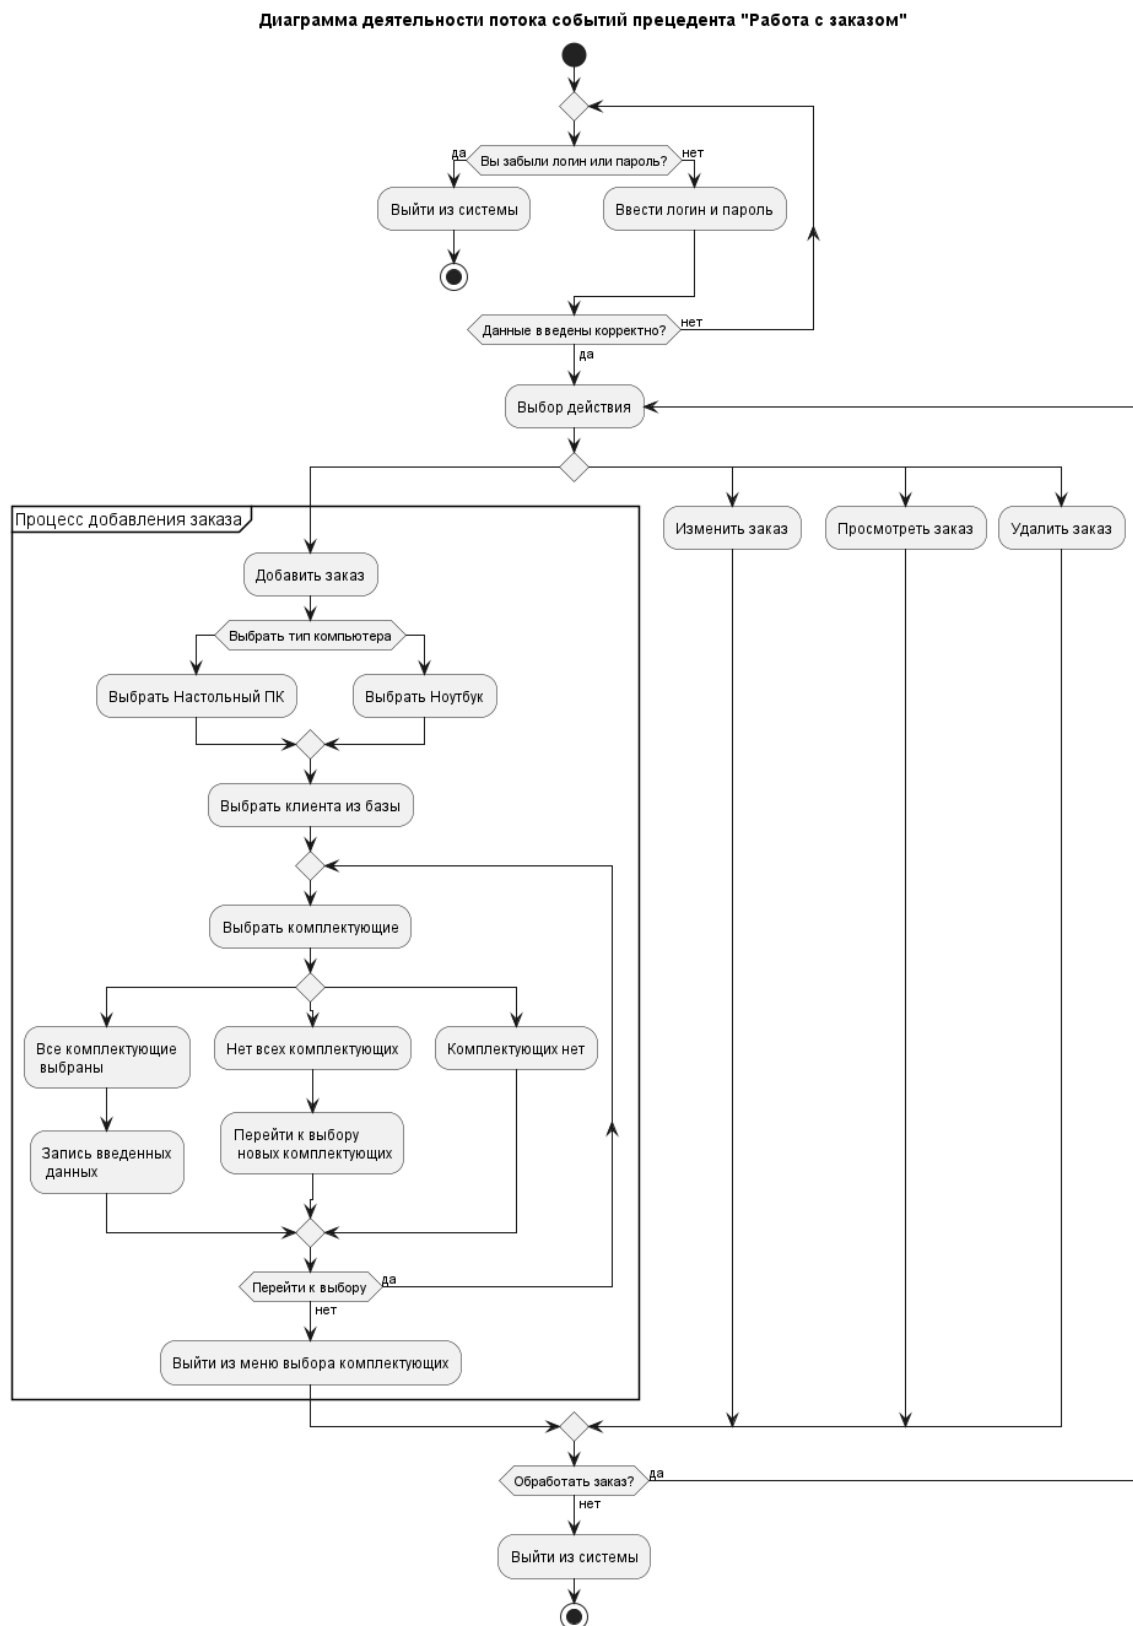 Диаграмма деятельности потока событий прецедента "Работа с заказом"
да
Вы забыли логин или пароль?
нет
Выйти из системы
Ввести логин и пароль
Данные введены корректно?
нет
да
Выбор действия
Процесс добавления заказа
Изменить заказ
Просмотреть заказ
Удалить заказ
Добавить заказ
Выбрать тип компьютера
Выбрать Настольный ПК
Выбрать Ноутбук
Выбрать клиента из базы
Выбрать комплектующие
Все комплектующие
выбраны
Нет всех комплектующих
Комплектующих нет
Запись введенных
данных
Перейти к выбору
новых комплектующих
Перейти к выбору
да
нет
Выйти из меню выбора комплектующих
Обработать заказ?
да
нет
Выйти из системы